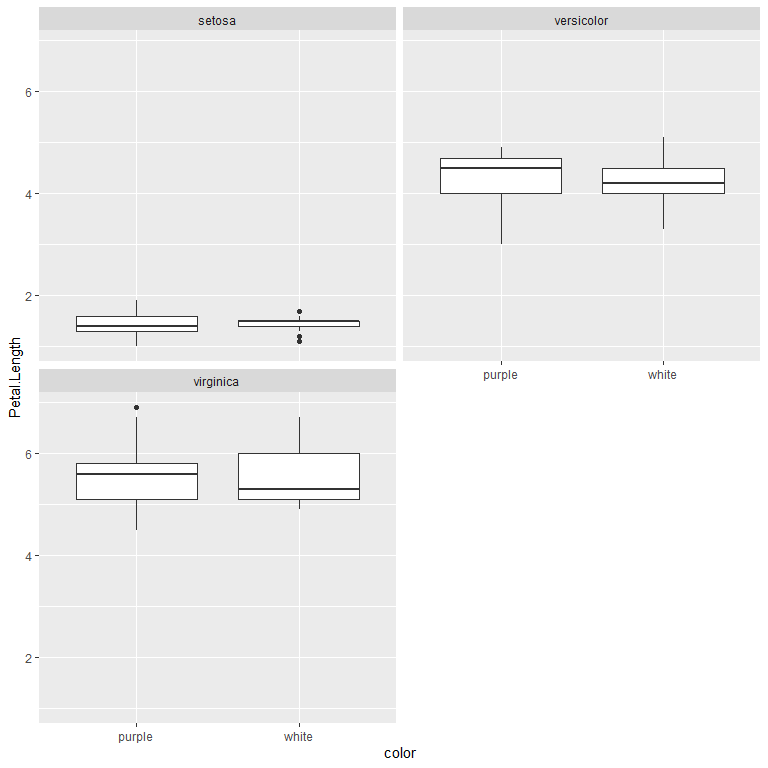 setosa
versicolor
6
4
2
purple
white
virginica
Petal.Length
6
4
2
purple
white
color